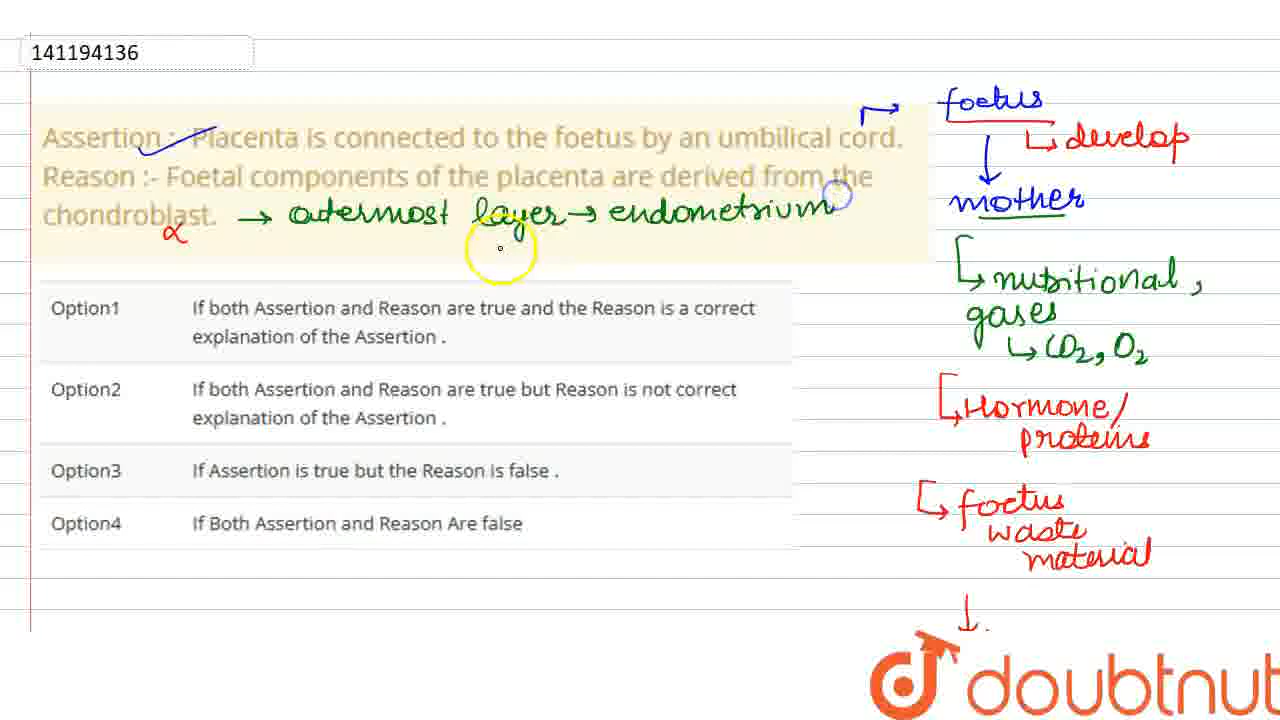 141194136
Assertion :- Placenta is connected to the foetus by an umbilical cord.
Reason :- Foetal components of the placenta are derived from the
chondroblast. → outermost layer → endometrium
α
Option1 If both Assertion and Reason are true and the Reason is a correct
explanation of the Assertion .
Option2 If both Assertion and Reason are true but Reason is not correct
explanation of the Assertion .
Option3 If Assertion is true but the Reason is false .
Option4 If Both Assertion and Reason Are false
foetus
↳ develop
↓
mother
↳ nutritional,
gases
↳ CO2, O2
↳ Hormone/
proteins
↳ foetus
waste
material
↓
doubtnut